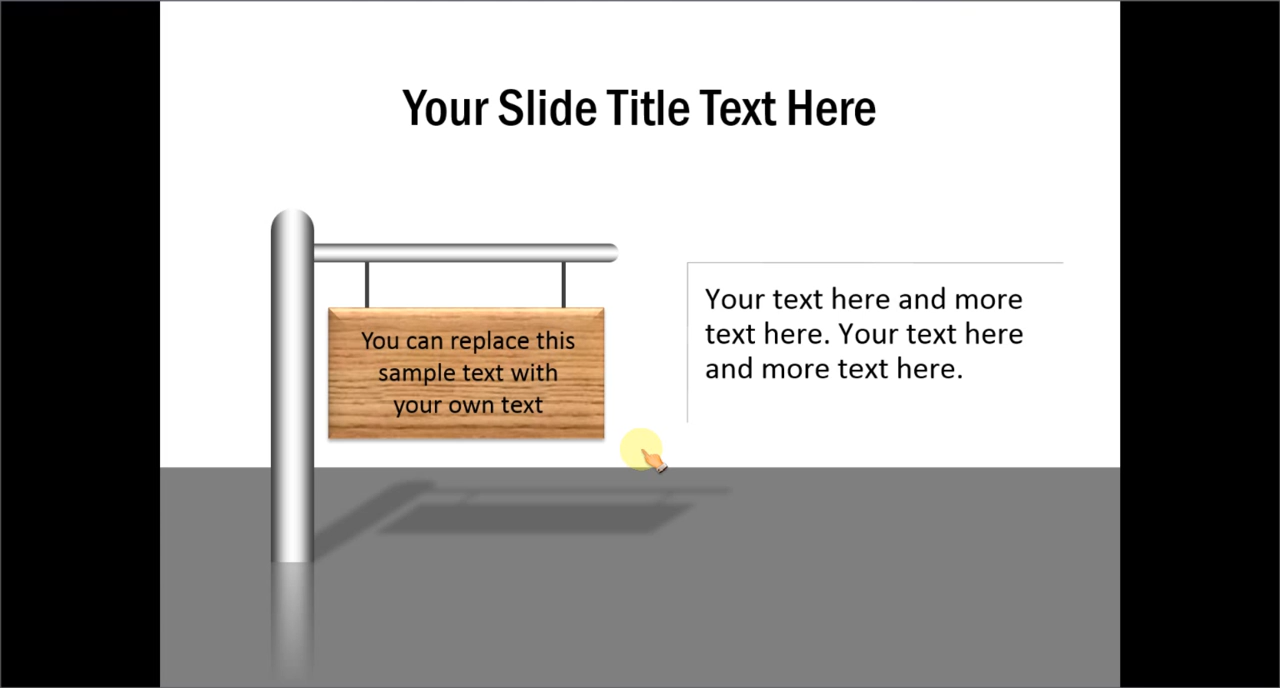 Your Slide Title Text Here
You can replace this
sample text with
your own text
Your text here and more
text here. Your text here
and more text here.